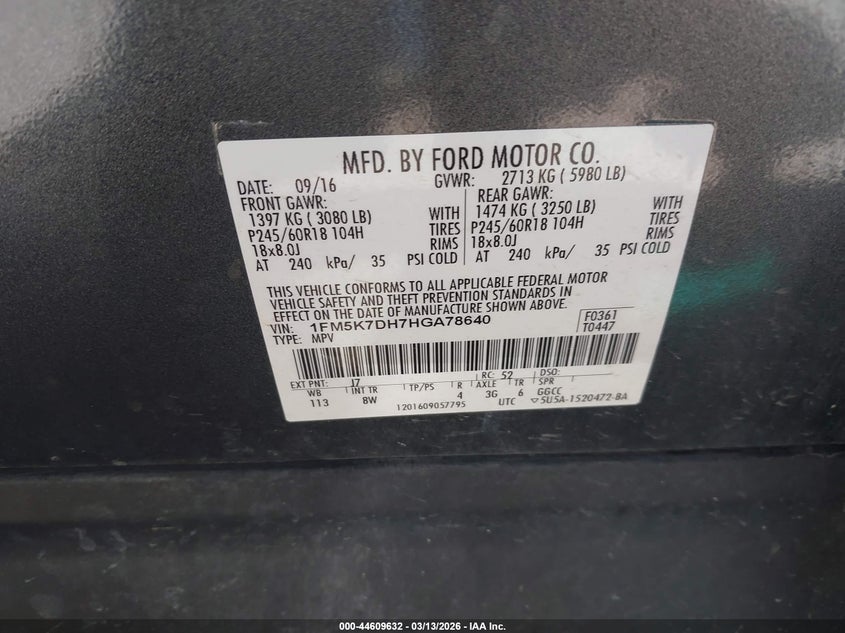 MFD. BY FORD MOTOR CO.
DATE: 09/16 GVWR: 2713 KG ( 5980 LB)
FRONT GAWR: REAR GAWR:
1397 KG ( 3080 LB) WITH 1474 KG ( 3250 LB) WITH
P245/60R18 104H TIRES P245/60R18 104H TIRES
18x8.0J RIMS 18x8.0J RIMS
AT 240 kPa/ 35 PSI COLD AT 240 kPa/ 35 PSI COLD
THIS VEHICLE CONFORMS TO ALL APPLICABLE FEDERAL MOTOR
VEHICLE SAFETY AND THEFT PREVENTION STANDARDS IN
EFFECT ON THE DATE OF MANUFACTURE SHOWN ABOVE.
VIN: 1FM5K7DH7HGA78640 F0361
TYPE: MPV T0447
EXT PNT: J7 RC: 52 DSO:
WB INT TR TP/PS R AXLE TR SPR
113 8W 4 3G 6 GGCC
1201609057795 UTC ▽5U5A-1520472-BA
000-44609632 / 03/13/2026 - IAA Inc.